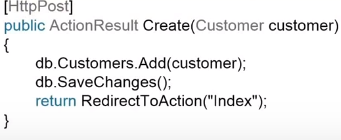 [HttpPost]
public ActionResult Create(Customer customer)
{
db.Customers.Add(customer);
db.SaveChanges();
return RedirectToAction("Index");
}